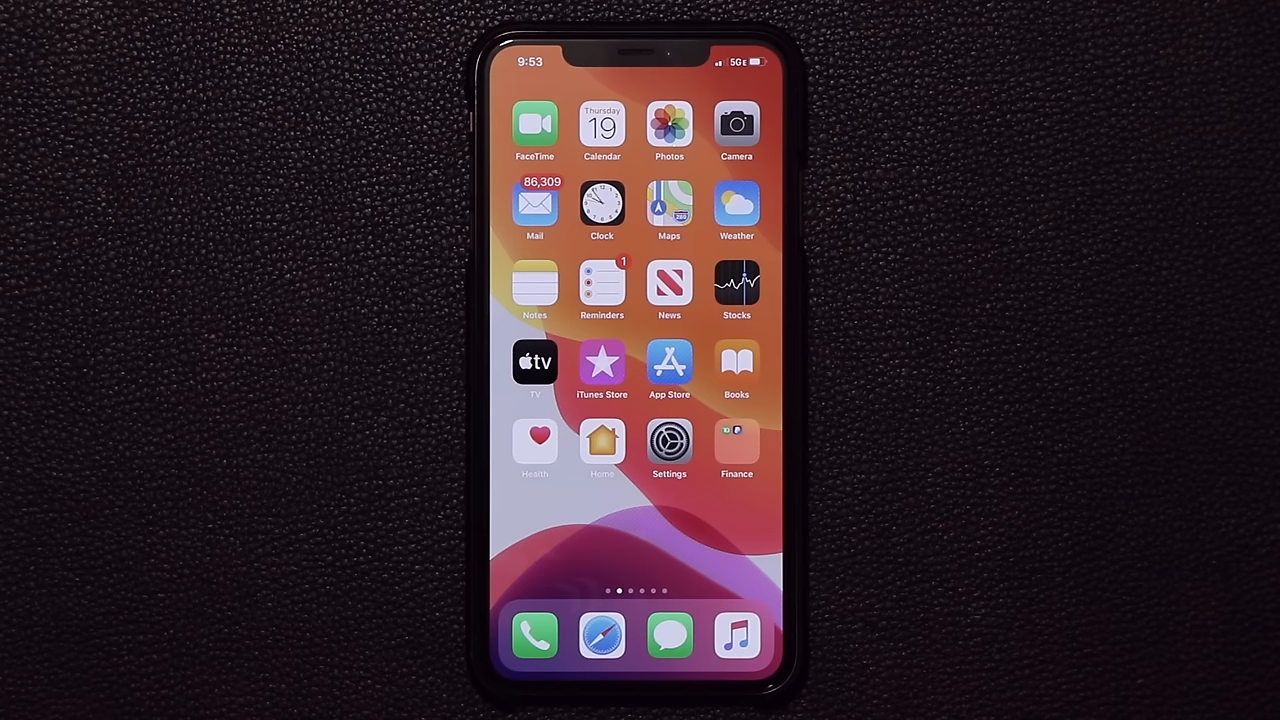 9:53 5GE
Thursday
19
FaceTime Calendar Photos Camera
86,309
280
Mail Clock Maps Weather
1
Notes Reminders News Stocks
tv
TV iTunes Store App Store Books
Health Home Settings Finance